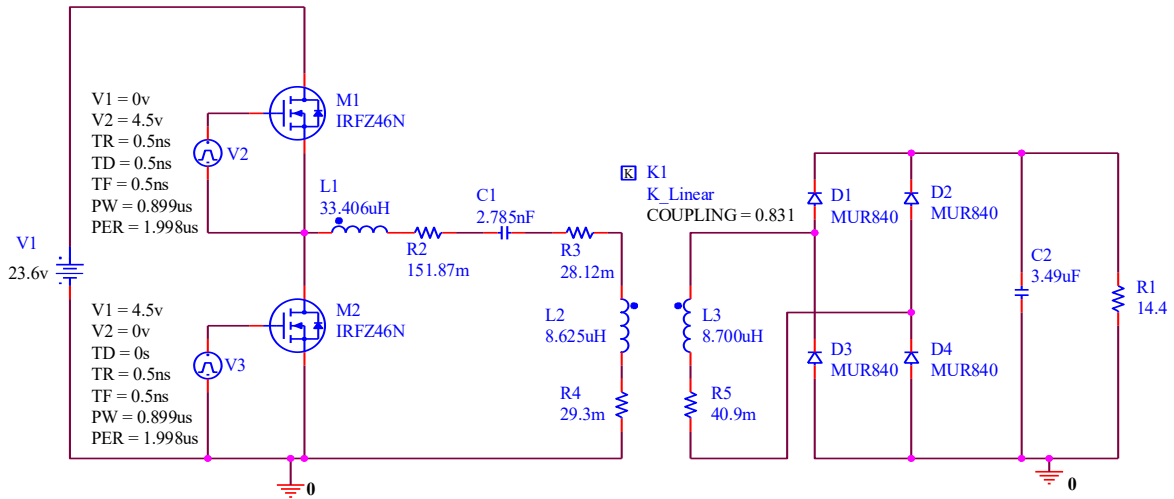 V1 = 0v
V2 = 4.5v
TR = 0.5ns
TD = 0.5ns
TF = 0.5ns
PW = 0.899us
PER = 1.998us
V2
M1
IRFZ46N
V1
23.6v
V1 = 4.5v
V2 = 0v
TD = 0s
TR = 0.5ns
TF = 0.5ns
PW = 0.899us
PER = 1.998us
V3
M2
IRFZ46N
0
L1
33.406uH
R2
151.87m
C1
2.785nF
R3
28.12m
L2
8.625uH
R4
29.3m
K
K1
K_Linear
COUPLING = 0.831
L3
8.700uH
R5
40.9m
D1
MUR840
D2
MUR840
D3
MUR840
D4
MUR840
C2
3.49uF
R1
14.4
0